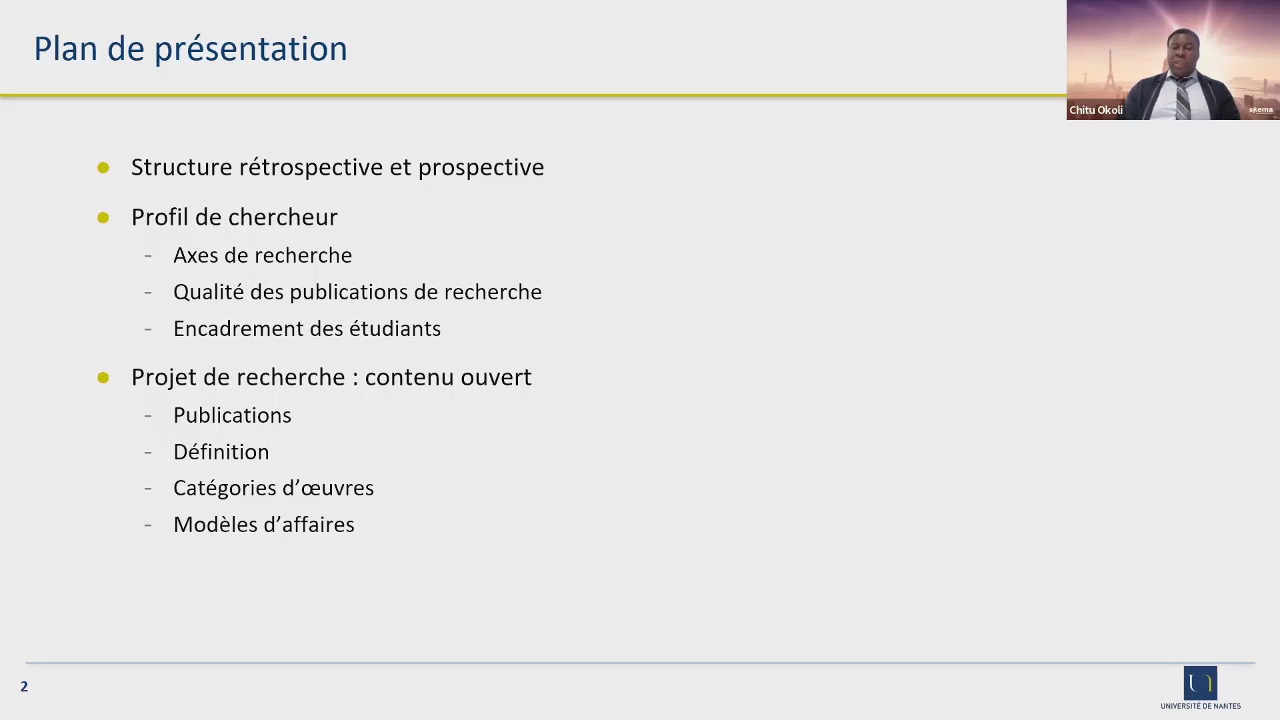 Plan de présentation
Chitu Okoli
skema
Structure rétrospective et prospective
Profil de chercheur
- Axes de recherche
- Qualité des publications de recherche
- Encadrement des étudiants
Projet de recherche : contenu ouvert
- Publications
- Définition
- Catégories d’œuvres
- Modèles d’affaires
2
UNIVERSITÉ DE NANTES